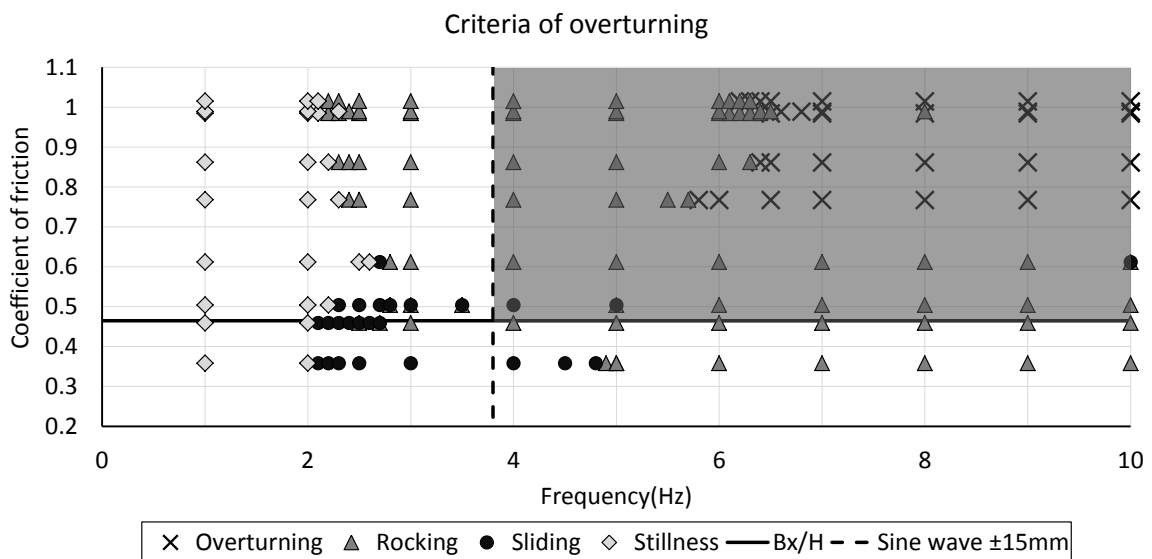 Criteria of overturning
1.1
1
0.9
0.8
0.7
0.6
0.5
0.4
0.3
0.2
Coefficient of friction
0 2 4 6 8 10
Frequency(Hz)
Overturning Rocking Sliding Stillness Bx/H Sine wave ±15mm